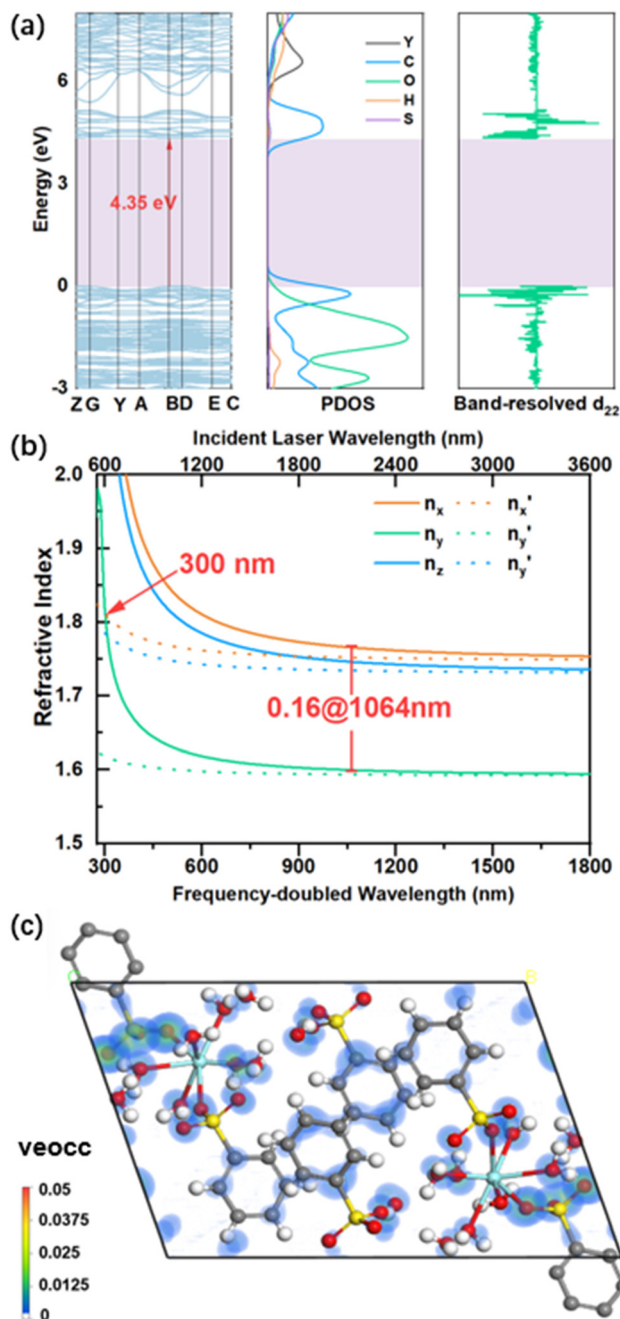 (a)
Energy (eV)
6
3
0
-3
4.35 eV
Z G Y A B D E C
Y
C
O
H
S
PDOS
Band-resolved d22
(b)
Incident Laser Wavelength (nm)
600 1200 1800 2400 3000 3600
Refractive Index
2.0
1.9
1.8
1.7
1.6
1.5
nx nx'
ny ny'
nz ny'
300 nm
0.16@1064nm
300 600 900 1200 1500 1800
Frequency-doubled Wavelength (nm)
(c)
C
B
veocc
0.05
0.0375
0.025
0.0125
0